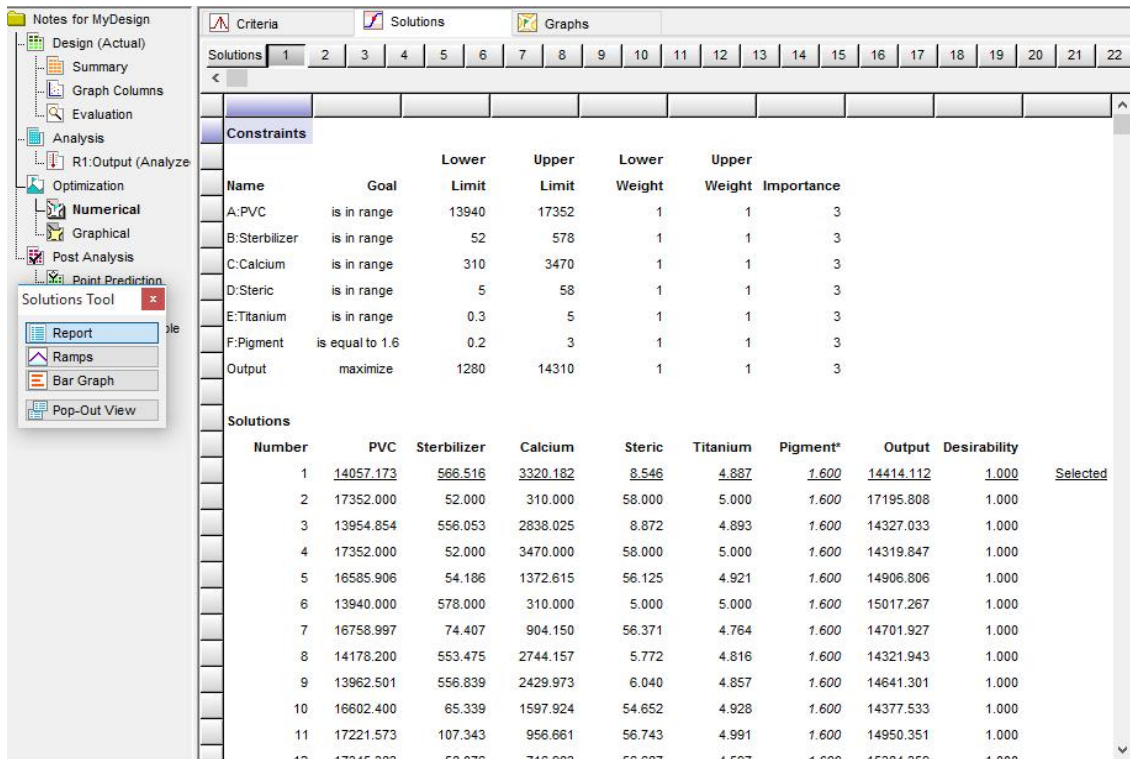 Notes for MyDesign
Design (Actual)
Summary
Graph Columns
Evaluation
Analysis
R1:Output (Analyze
Optimization
Numerical
Graphical
Post Analysis
Point Prediction
Solutions Tool x
Report
Ramps
Bar Graph
Pop-Out View
ole
Criteria Solutions Graphs
Solutions 1 2 3 4 5 6 7 8 9 10 11 12 13 14 15 16 17 18 19 20 21 22
Constraints
Lower Upper Lower Upper
Name Goal Limit Limit Weight Weight Importance
A:PVC is in range 13940 17352 1 1 3
B:Sterbilizer is in range 52 578 1 1 3
C:Calcium is in range 310 3470 1 1 3
D:Steric is in range 5 58 1 1 3
E:Titanium is in range 0.3 5 1 1 3
F:Pigment is equal to 1.6 0.2 3 1 1 3
Output maximize 1280 14310 1 1 3
Solutions
Number PVC Sterbilizer Calcium Steric Titanium Pigment* Output Desirability
1 14057.173 566.516 3320.182 8.546 4.887 1.600 14414.112 1.000 Selected
2 17352.000 52.000 310.000 58.000 5.000 1.600 17195.808 1.000
3 13954.854 556.053 2838.025 8.872 4.893 1.600 14327.033 1.000
4 17352.000 52.000 3470.000 58.000 5.000 1.600 14319.847 1.000
5 16585.906 54.186 1372.615 56.125 4.921 1.600 14906.806 1.000
6 13940.000 578.000 310.000 5.000 5.000 1.600 15017.267 1.000
7 16758.997 74.407 904.150 56.371 4.764 1.600 14701.927 1.000
8 14178.200 553.475 2744.157 5.772 4.816 1.600 14321.943 1.000
9 13962.501 556.839 2429.973 6.040 4.857 1.600 14641.301 1.000
10 16602.400 65.339 1597.924 54.652 4.928 1.600 14377.533 1.000
11 17221.573 107.343 956.661 56.743 4.991 1.600 14950.351 1.000